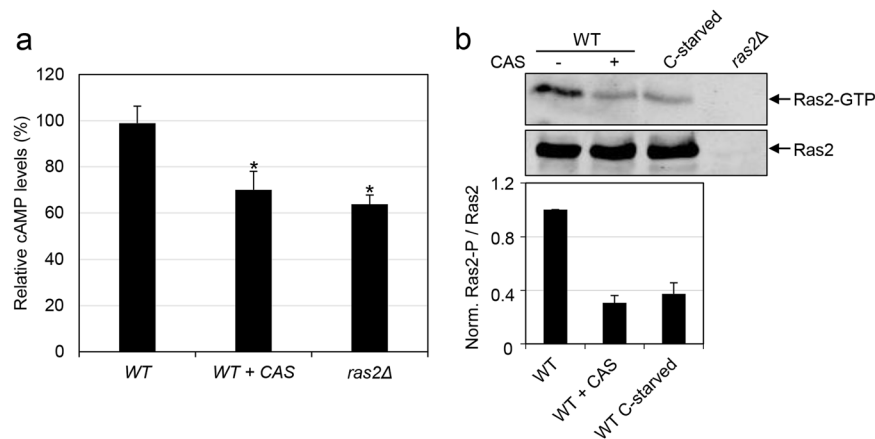 a
Relative cAMP levels (%)
120
100
80
60
40
20
0
WT
WT + CAS
ras2Δ
*
*
b
WT
CAS
-
+
C-starved
ras2Δ
Ras2-GTP
Ras2
Norm. Ras2-P / Ras2
1.2
0.8
0.4
0
WT
WT + CAS
WT C-starved